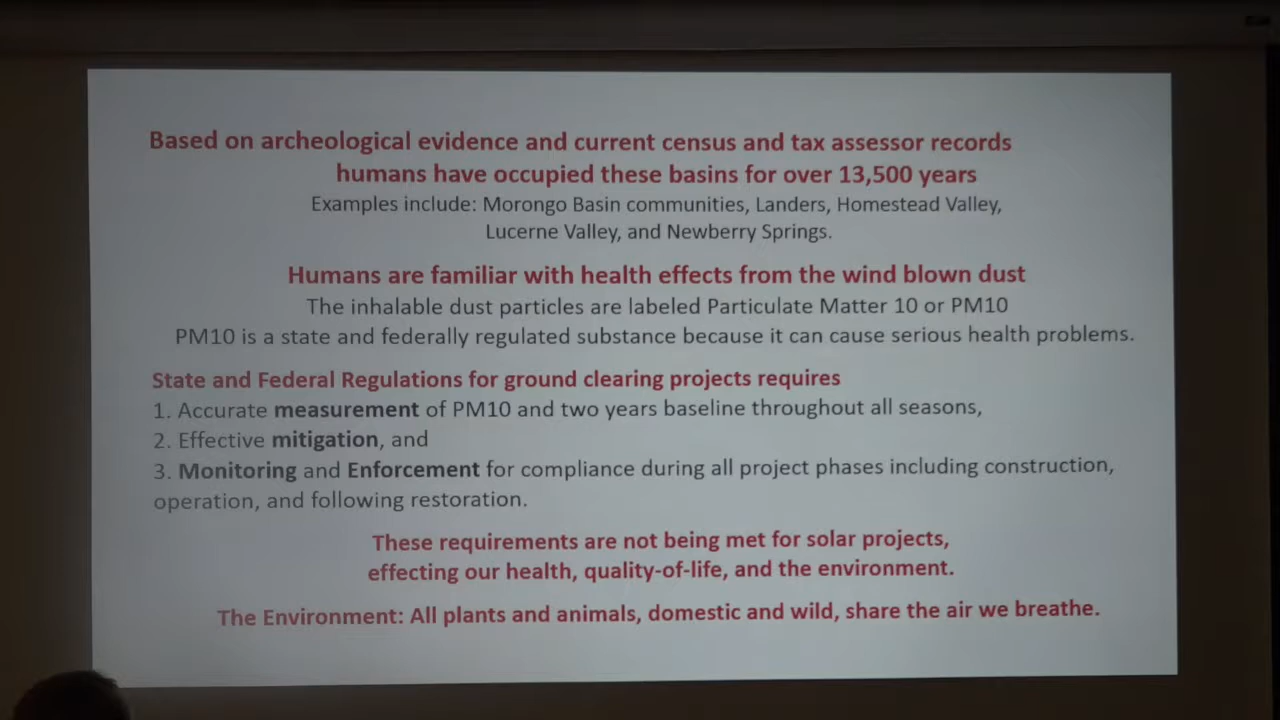 Based on archeological evidence and current census and tax assessor records
humans have occupied these basins for over 13,500 years
Examples include: Morongo Basin communities, Landers, Homestead Valley,
Lucerne Valley, and Newberry Springs.
Humans are familiar with health effects from the wind blown dust
The inhalable dust particles are labeled Particulate Matter 10 or PM10
PM10 is a state and federally regulated substance because it can cause serious health problems.
State and Federal Regulations for ground clearing projects requires
1. Accurate measurement of PM10 and two years baseline throughout all seasons,
2. Effective mitigation, and
3. Monitoring and Enforcement for compliance during all project phases including construction,
operation, and following restoration.
These requirements are not being met for solar projects,
effecting our health, quality-of-life, and the environment.
The Environment: All plants and animals, domestic and wild, share the air we breathe.